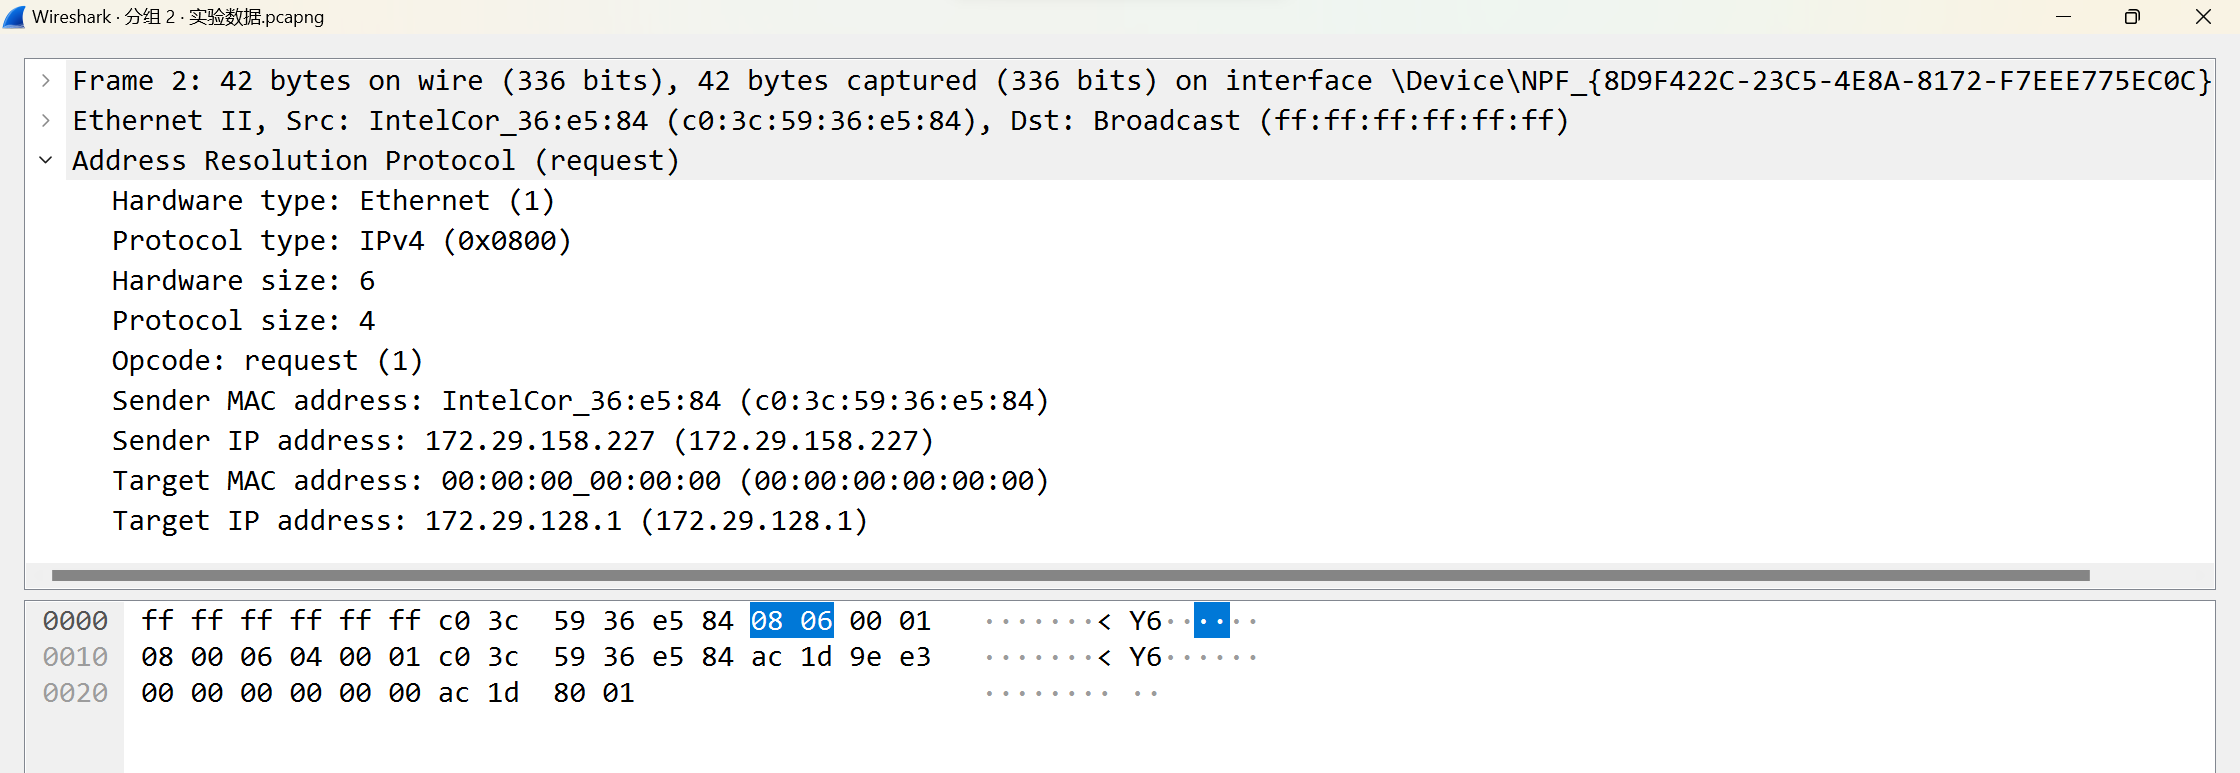 Wireshark · 分组 2 · 实验数据.pcapng
Frame 2: 42 bytes on wire (336 bits), 42 bytes captured (336 bits) on interface \Device\NPF_{8D9F422C-23C5-4E8A-8172-F7EEE775EC0C}
Ethernet II, Src: IntelCor_36:e5:84 (c0:3c:59:36:e5:84), Dst: Broadcast (ff:ff:ff:ff:ff:ff)
Address Resolution Protocol (request)
Hardware type: Ethernet (1)
Protocol type: IPv4 (0x0800)
Hardware size: 6
Protocol size: 4
Opcode: request (1)
Sender MAC address: IntelCor_36:e5:84 (c0:3c:59:36:e5:84)
Sender IP address: 172.29.158.227 (172.29.158.227)
Target MAC address: 00:00:00_00:00:00 (00:00:00:00:00:00)
Target IP address: 172.29.128.1 (172.29.128.1)
0000 ff ff ff ff ff ff c0 3c 59 36 e5 84 08 06 00 01 ·······< Y6······
0010 08 00 06 04 00 01 c0 3c 59 36 e5 84 ac 1d 9e e3 ·······< Y6······
0020 00 00 00 00 00 00 ac 1d 80 01 ········ ··